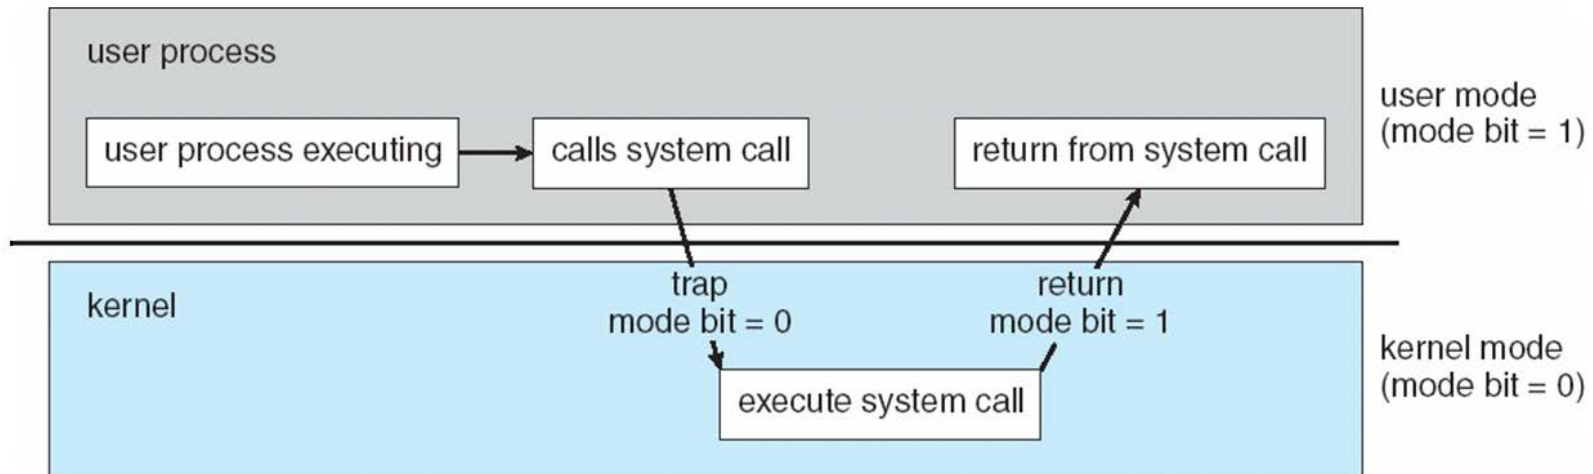 user process
user process executing
calls system call
return from system call
user mode
(mode bit = 1)
kernel
trap
mode bit = 0
return
mode bit = 1
execute system call
kernel mode
(mode bit = 0)